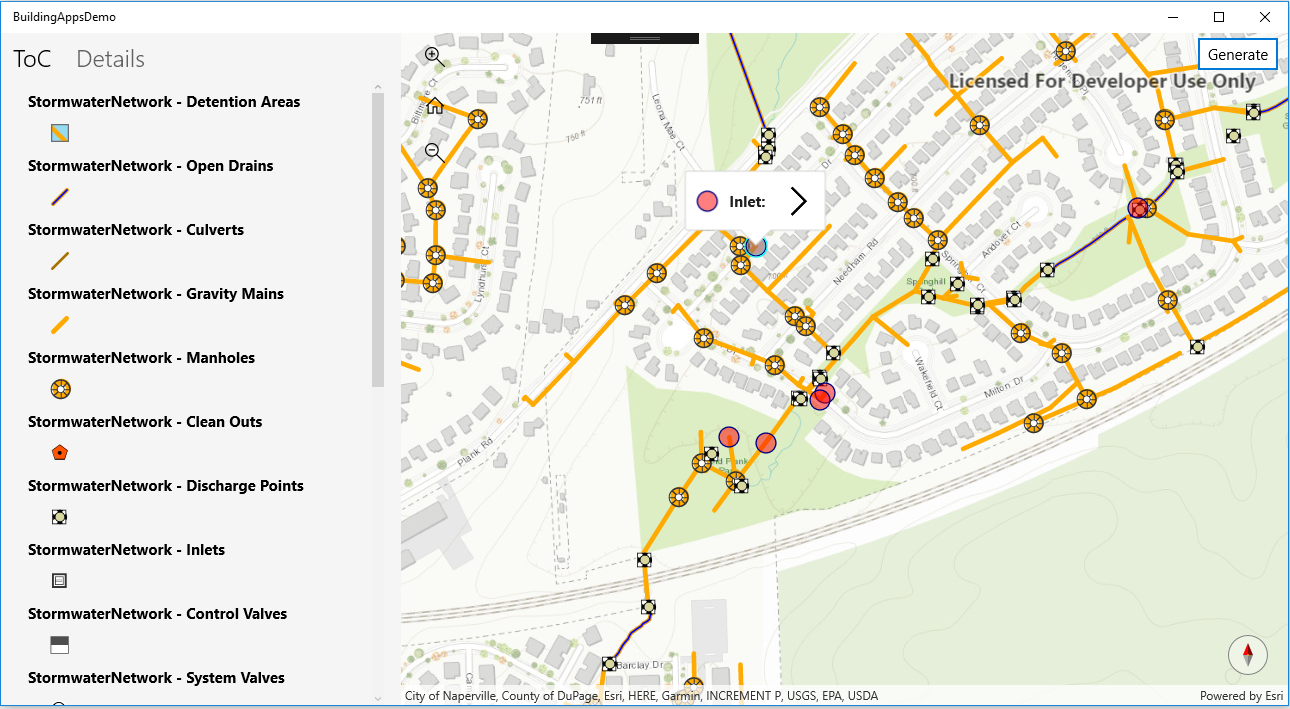 BuildingAppsDemo
ToC Details
StormwaterNetwork - Detention Areas
StormwaterNetwork - Open Drains
StormwaterNetwork - Culverts
StormwaterNetwork - Gravity Mains
StormwaterNetwork - Manholes
StormwaterNetwork - Clean Outs
StormwaterNetwork - Discharge Points
StormwaterNetwork - Inlets
StormwaterNetwork - Control Valves
StormwaterNetwork - System Valves
Generate
Licensed For Developer Use Only
751 ft
750 ft
Leona Mae Ct
Dr
Inlet:
Lyndhurst Ct
Needham Rd
Andover Ct
Springhill
Wakefield Ct
Milton Dr
Plank Rd
Barclay Dr
City of Naperville, County of DuPage, Esri, HERE, Garmin, INCREMENT P, USGS, EPA, USDA
Powered by Esri